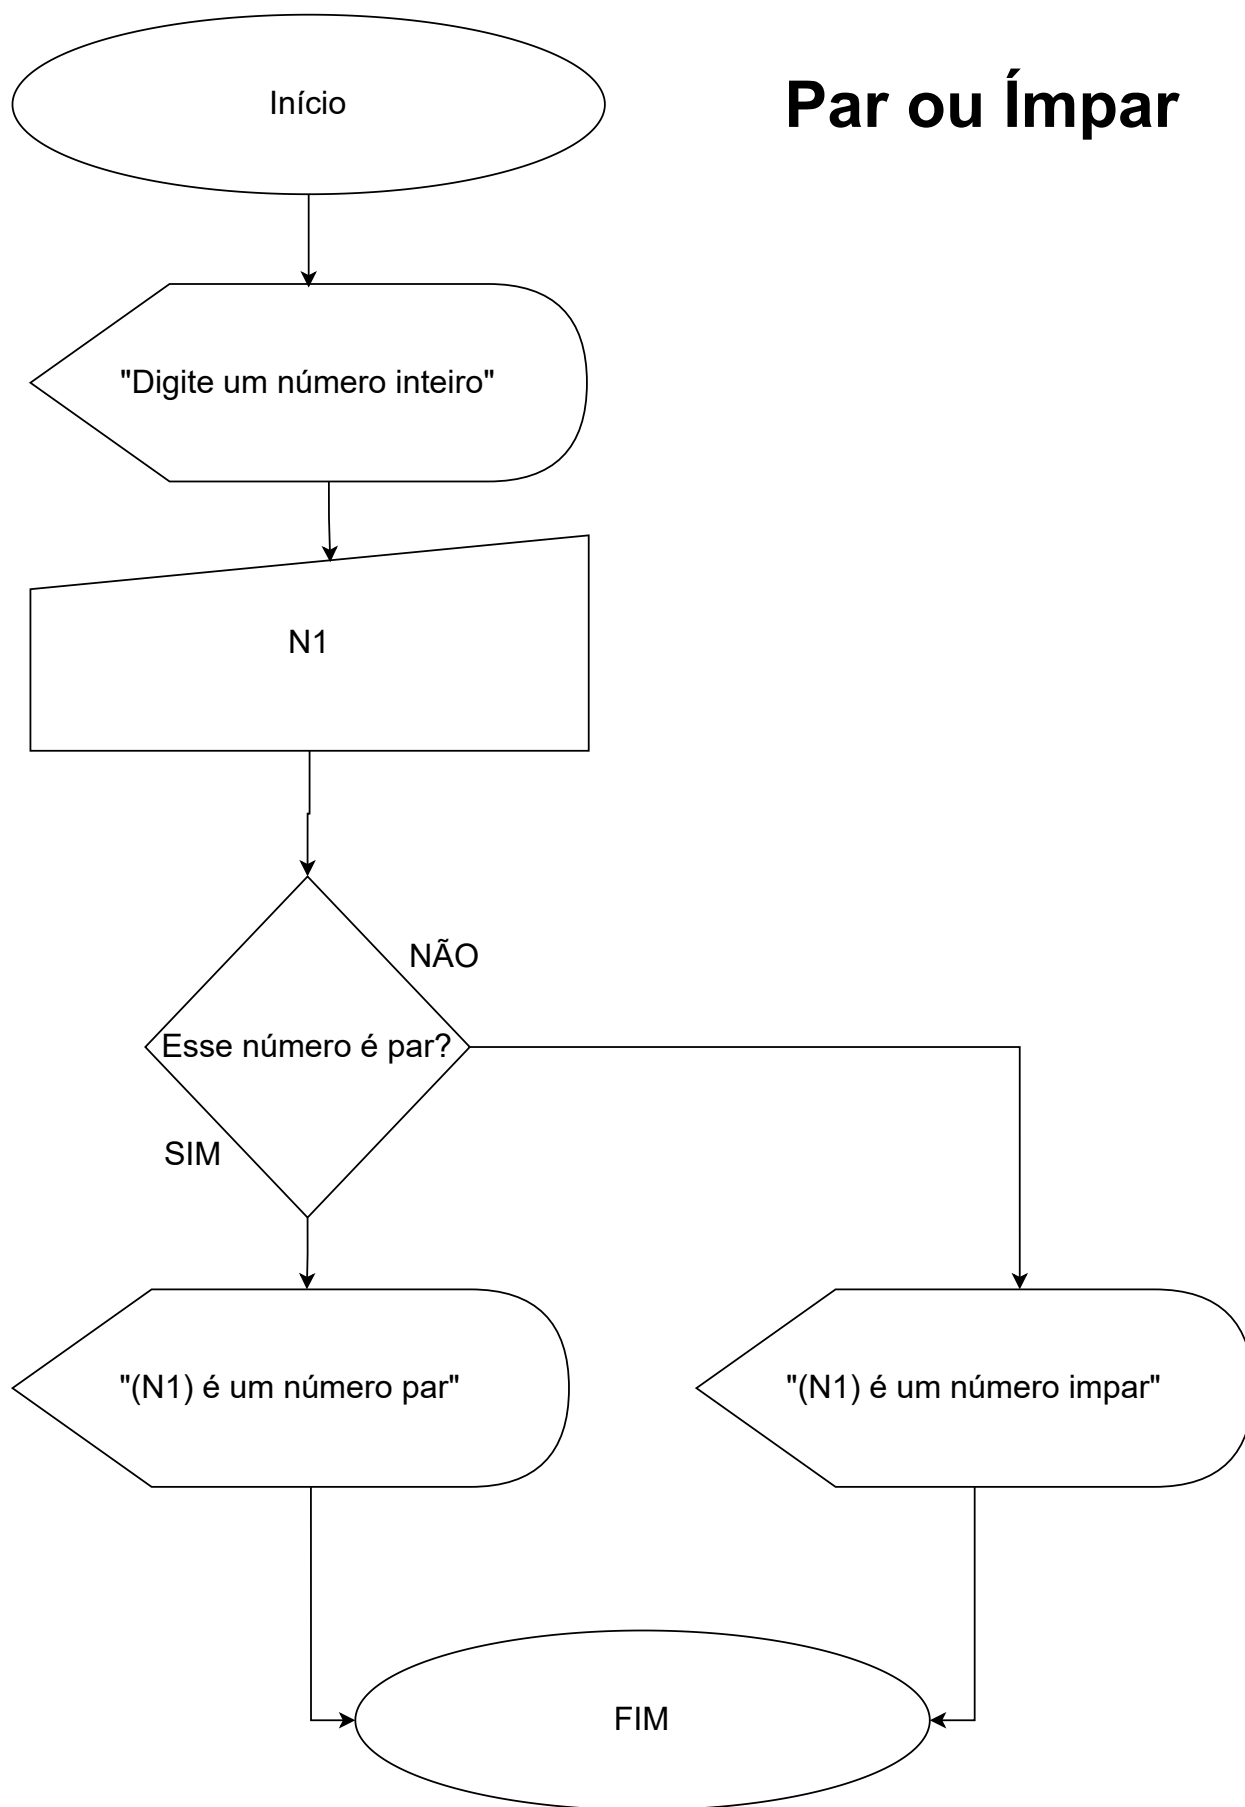 Início
Par ou Ímpar
"Digite um número inteiro"
N1
NÃO
Esse número é par?
SIM
"(N1) é um número par"
"(N1) é um número impar"
FIM